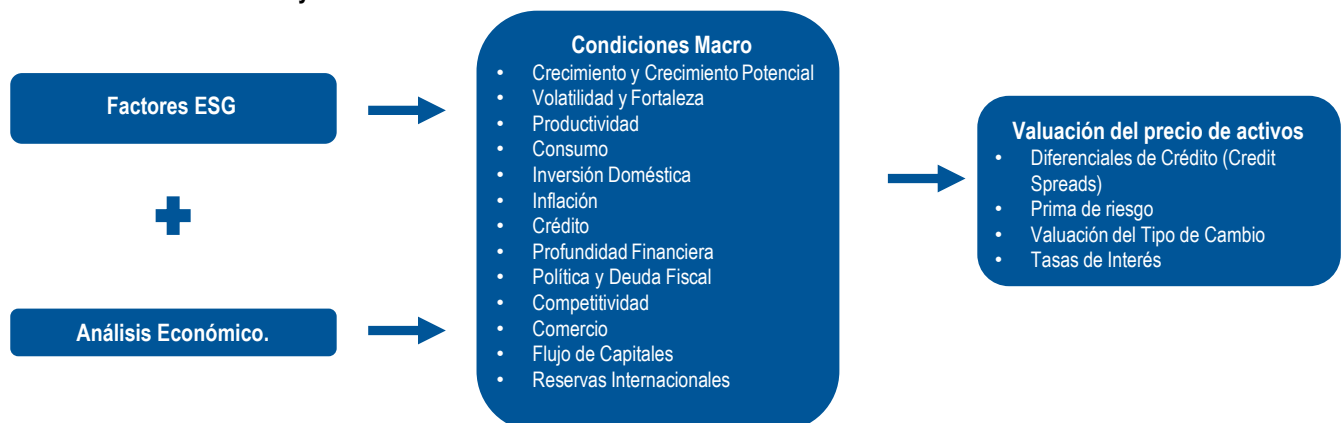 Factores ESG
Análisis Económico.
Condiciones Macro
• Crecimiento y Crecimiento Potencial
• Volatilidad y Fortaleza
• Productividad
• Consumo
• Inversión Doméstica
• Inflación
• Crédito
• Profundidad Financiera
• Política y Deuda Fiscal
• Competitividad
• Comercio
• Flujo de Capitales
• Reservas Internacionales
Valuación del precio de activos
• Diferenciales de Crédito (Credit
Spreads)
• Prima de riesgo
• Valuación del Tipo de Cambio
• Tasas de Interés